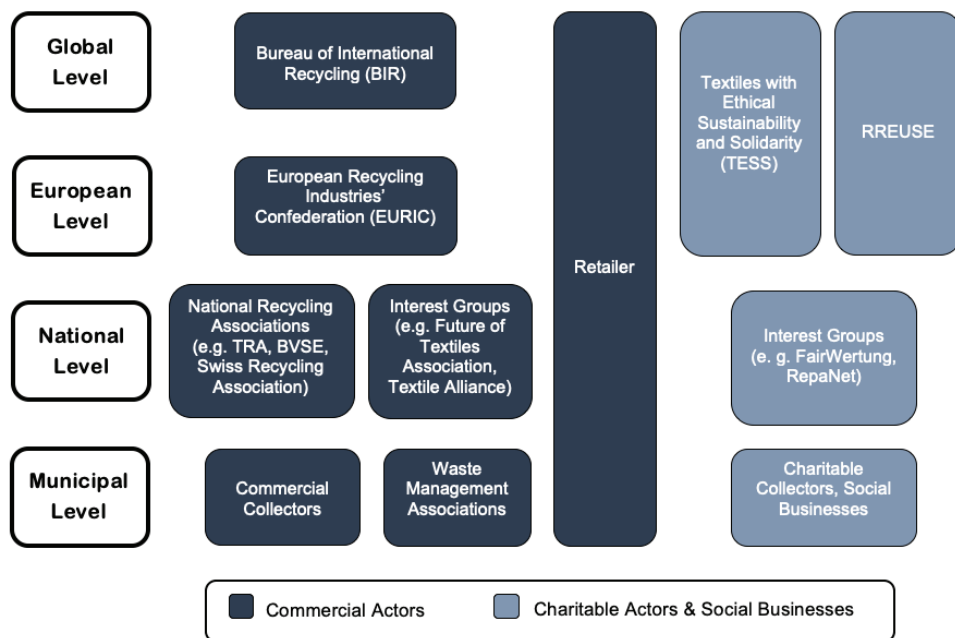 Global
Level
Bureau of International
Recycling (BIR)
Textiles with
Ethical
Sustainability
and Solidarity
(TESS)
RREUSE
European
Level
European Recycling
Industries’
Confederation (EURIC)
Retailer
National
Level
National Recycling
Associations
(e.g. TRA, BVSE,
Swiss Recycling
Association)
Interest Groups
(e.g. Future of
Textiles
Association,
Textile Alliance)
Interest Groups
(e. g. FairWertung,
RepaNet)
Municipal
Level
Commercial
Collectors
Waste
Management
Associations
Charitable
Collectors, Social
Businesses
Commercial Actors
Charitable Actors & Social Businesses